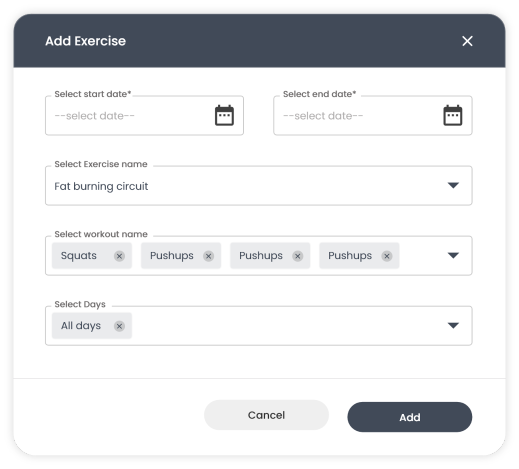 Add Exercise
Select start date*
--select date--
Select end date*
--select date--
Select Exercise name
Fat burning circuit
Select workout name
Squats Pushups Pushups Pushups
Select Days
All days
Cancel Add